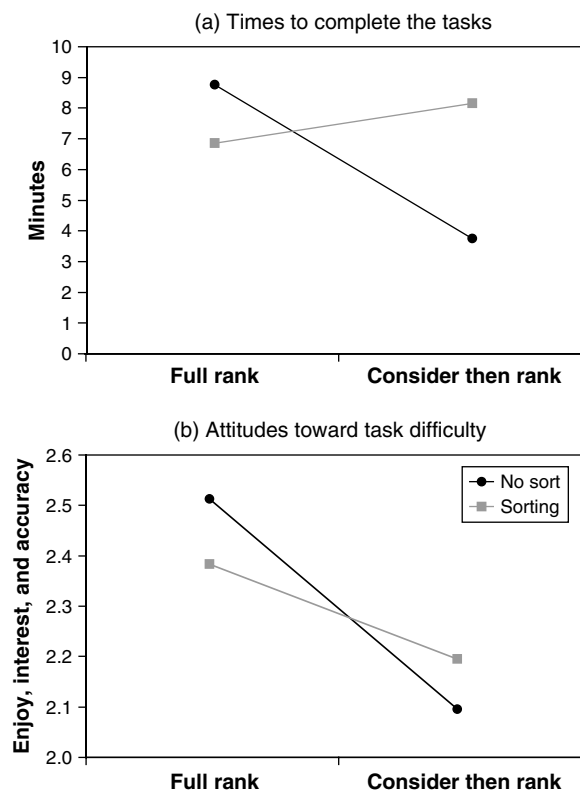 (a) Times to complete the tasks
Minutes
10
9
8
7
6
5
4
3
2
1
0
Full rank
Consider then rank
(b) Attitudes toward task difficulty
Enjoy, interest, and accuracy
2.6
2.5
2.4
2.2
2.2
2.1
2.0
No sort
Sorting
Full rank
Consider then rank